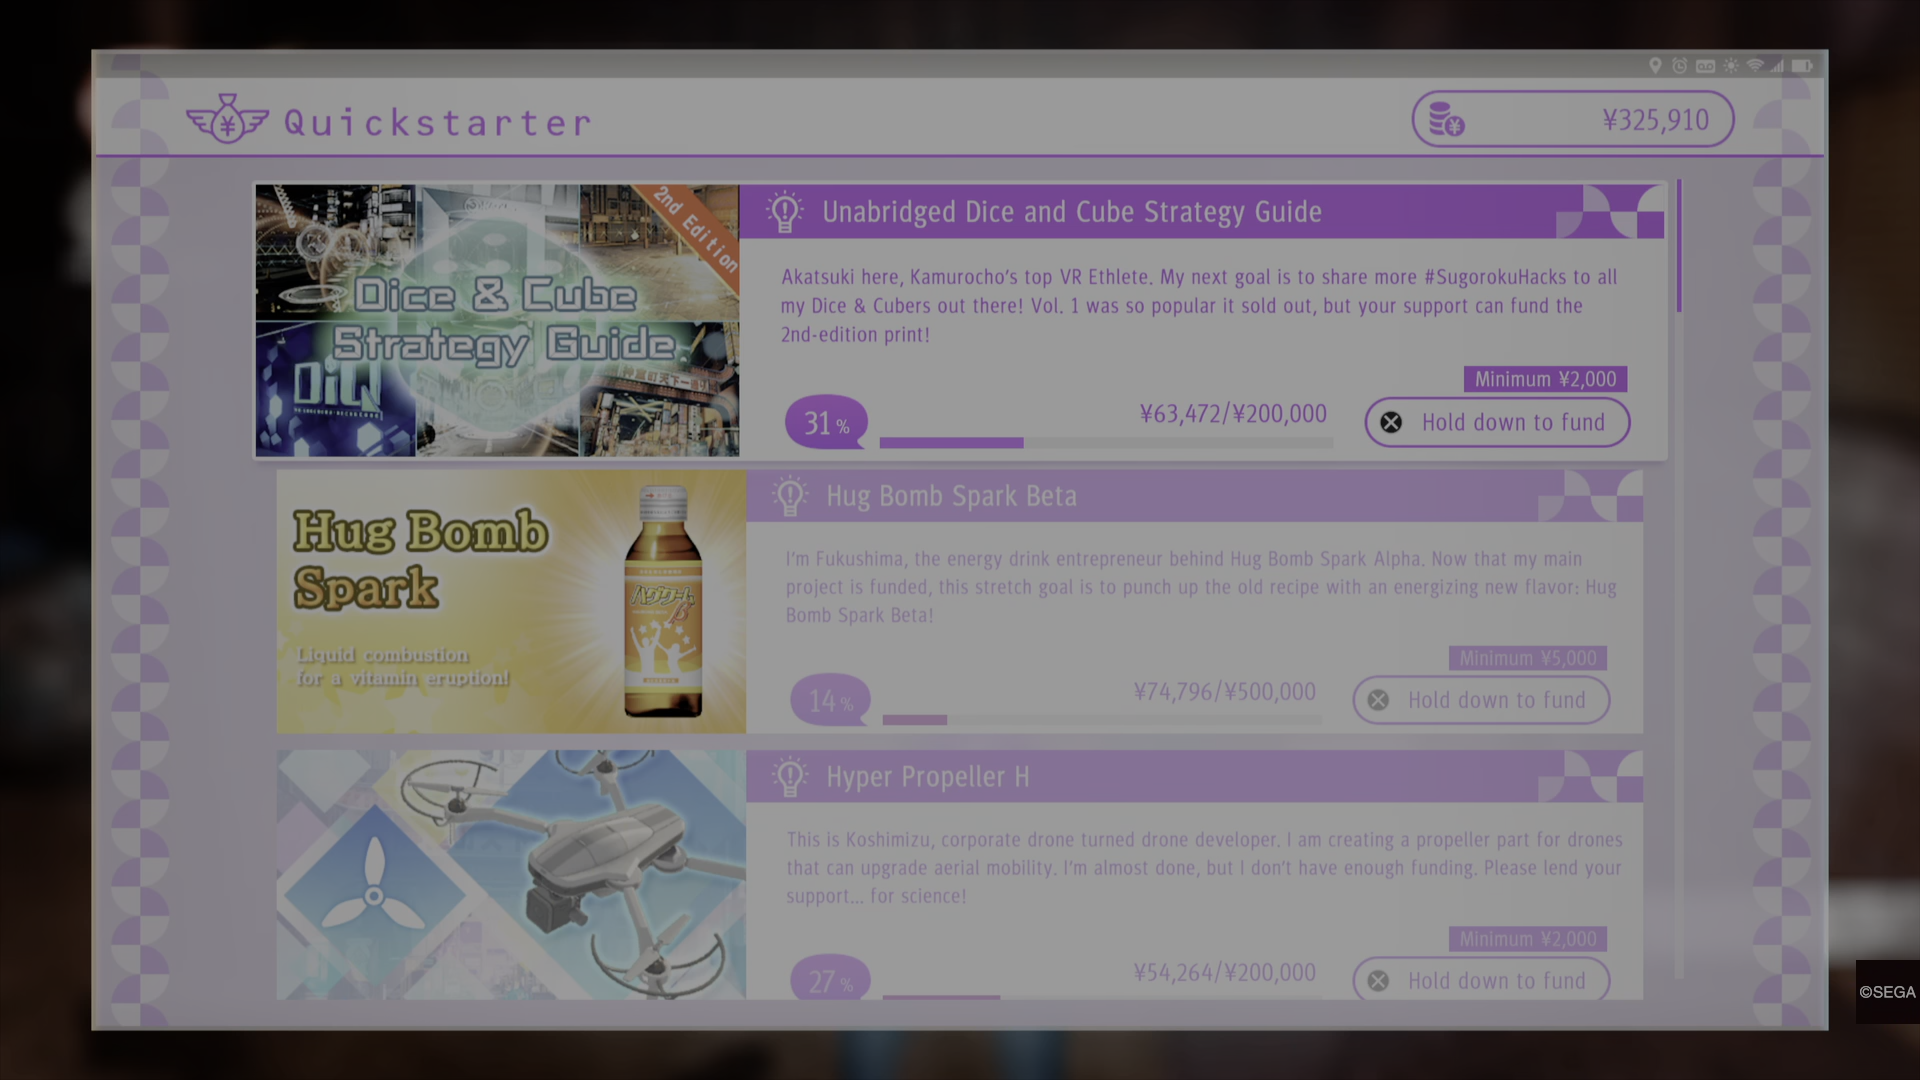 Quickstarter
¥325,910
2nd Edition
Dice & Cube
Strategy Guide
Unabridged Dice and Cube Strategy Guide
Akatsuki here, Kamurocho's top VR Ethlete. My next goal is to share more #SugorokuHacks to all
my Dice & Cubers out there! Vol. 1 was so popular it sold out, but your support can fund the
2nd-edition print!
Minimum ¥2,000
31%
¥63,472/¥200,000
Hold down to fund
Hug Bomb
Spark
Liquid combustion
for a vitamin eruption!
Hug Bomb Spark Beta
I'm Fukushima, the energy drink entrepreneur behind Hug Bomb Spark Alpha. Now that my main
project is funded, this stretch goal is to punch up the old recipe with an energizing new flavor: Hug
Bomb Spark Beta!
Minimum ¥5,000
14%
¥74,796/¥500,000
Hold down to fund
Hyper Propeller H
This is Koshimizu, corporate drone turned drone developer. I am creating a propeller part for drones
that can upgrade aerial mobility. I'm almost done, but I don't have enough funding. Please lend your
support... for science!
Minimum ¥2,000
27%
¥54,264/¥200,000
Hold down to fund
©SEGA